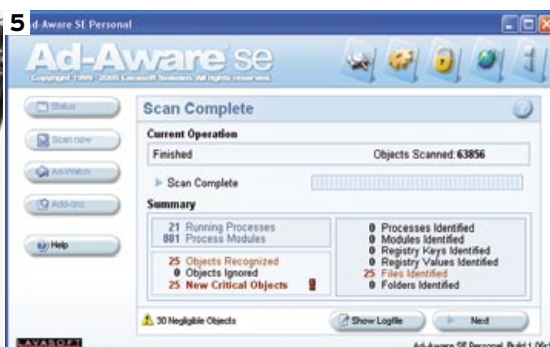 5
d-Aware SE Personal
Ad-Aware SE
Copyright 1999 - 2005 Lavasoft Sweden. All rights reserved.
Status
Scan now
Ad-Watch
Add-ons
Help
Scan Complete
Current Operation
Finished
Objects Scanned: 63856
Scan Complete
Summary
21 Running Processes
881 Process Modules
25 Objects Recognized
0 Objects Ignored
25 New Critical Objects
0 Processes Identified
0 Modules Identified
0 Registry Keys Identified
0 Registry Values Identified
25 Files Identified
0 Folders Identified
30 Negligible Objects
Show Logfile
Next
LAVASOFT
Ad-Aware SE Personal, Build 1.06r1